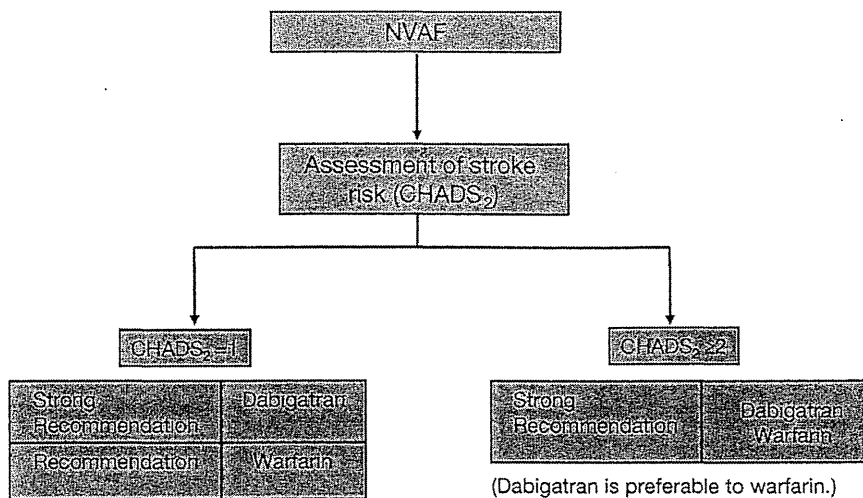 NVAF
Assessment of stroke
risk (CHADS₂)
CHADS₂=1
Strong
Recommendation
Dabigatran
Recommendation
Warfarin
CHADS₂≥2
Strong
Recommendation
Dabigatran
Warfarin
(Dabigatran is preferable to warfarin.)